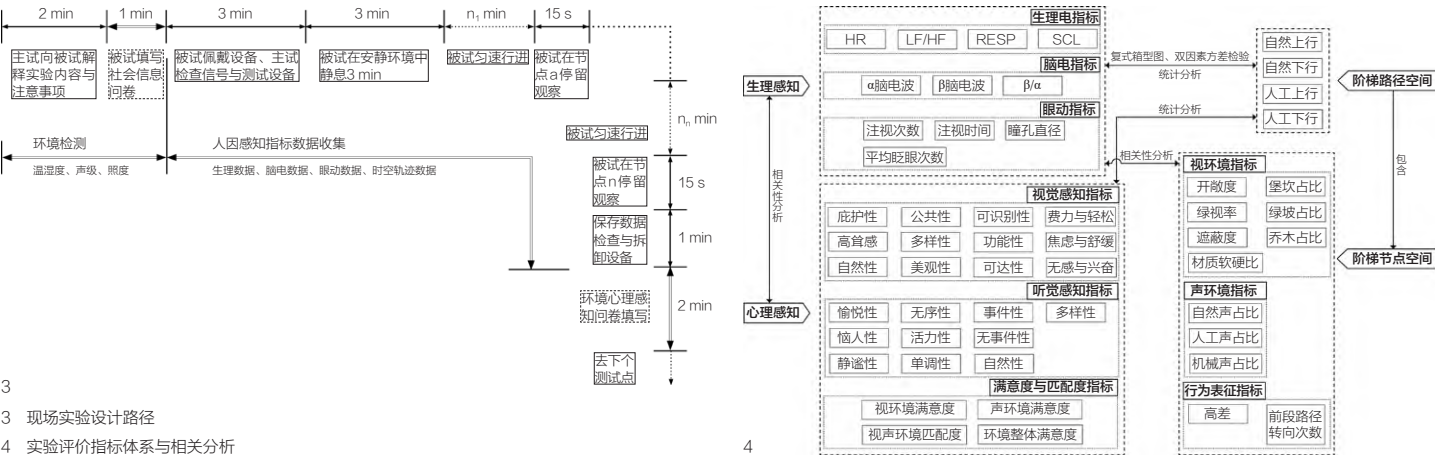 2 min
1 min
3 min
3 min
n₁ min
15 s
主试向被试解
释实验内容与
注意事项
被试填写
社会信息
问卷
被试佩戴设备、主试
检查信号与测试设备
被试在安静环境中
静息3 min
被试匀速行进
被试在节
点a停留
观察
nₙ min
被试匀速行进
环境检测
温湿度、声级、照度
人因感知指标数据收集
生理数据、脑电数据、眼动数据、时空轨迹数据
被试在节
点n停留
观察
15 s
保存数据
检查与拆
卸设备
1 min
环境心理感
知问卷填写
2 min
去下个
测试点
3
3 现场实验设计路径
4 实验评价指标体系与相关分析
生理感知
相关性分析
心理感知
生理电指标
HR
LF/HF
RESP
SCL
脑电指标
α脑电波
β脑电波
β/α
眼动指标
注视次数
注视时间
瞳孔直径
平均眨眼次数
视觉感知指标
庇护性
公共性
可识别性
费力与轻松
高耸感
多样性
功能性
焦虑与舒缓
自然性
美观性
可达性
无感与兴奋
听觉感知指标
愉悦性
无序性
事件性
多样性
恼人性
活力性
无事件性
静谧性
单调性
自然性
满意度与匹配度指标
视环境满意度
声环境满意度
视声环境匹配度
环境整体满意度
复式箱型图、双因素方差检验
统计分析
统计分析
相关性分析
自然上行
自然下行
人工上行
人工下行
阶梯路径空间
包含
阶梯节点空间
视环境指标
开敞度
堡坎占比
绿视率
绿坡占比
遮蔽度
乔木占比
材质软硬比
声环境指标
自然声占比
人工声占比
机械声占比
行为表征指标
高差
前段路径
转向次数
4